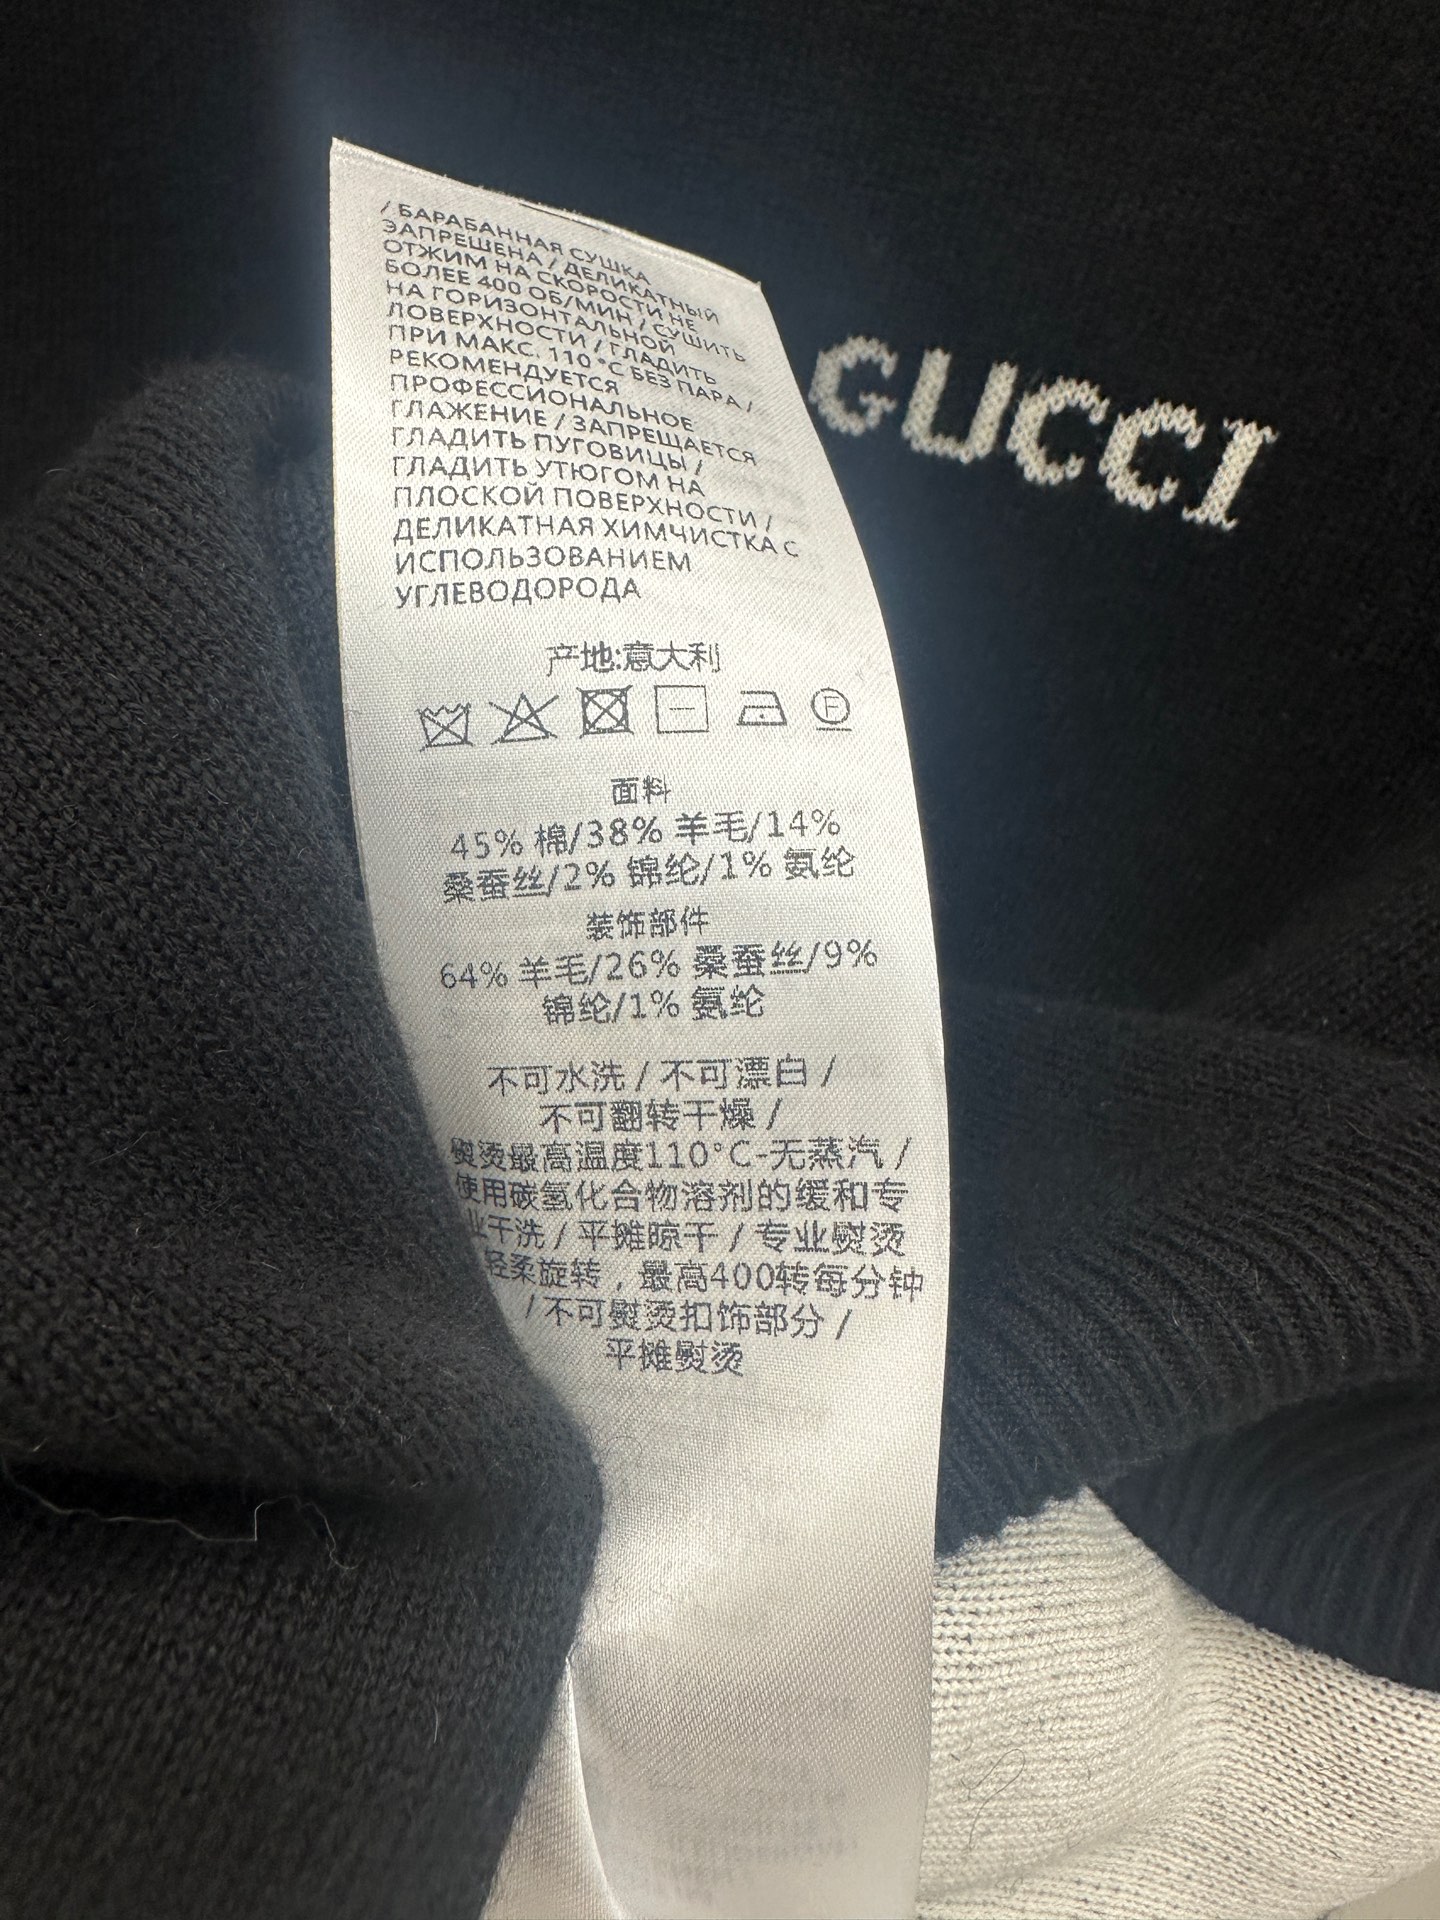 / БАРАБАННАЯ СУШКА
ЗАПРЕШЕНА / ДЕЛИКАТНЫЙ
ОТЖИМ НА СКОРОСТИ НЕ
БОЛЕЕ 400 ОБ/МИН / СУШИТЬ
НА ГОРИЗОНТАЛЬНОЙ
ПОВЕРХНОСТИ / ГЛАДИТЬ
ПРИ МАКС. 110 °C БЕЗ ПАРА /
РЕКОМЕНДУЕТСЯ
ПРОФЕССИОНАЛЬНОЕ
ГЛАЖЕНИЕ / ЗАПРЕЩАЕТСЯ
ГЛАДИТЬ ПУГОВИЦЫ /
ГЛАДИТЬ УТЮГОМ НА
ПЛОСКОЙ ПОВЕРХНОСТИ /
ДЕЛИКАТНАЯ ХИМЧИСТКА С
ИСПОЛЬЗОВАНИЕМ
УГЛЕВОДОРОДА
GUCCI
产地:意大利
F
面料
45% 棉/38% 羊毛/14%
桑蚕丝/2% 锦纶/1% 氨纶
装饰部件
64% 羊毛/26% 桑蚕丝/9%
锦纶/1% 氨纶
不可水洗 / 不可漂白 /
不可翻转干燥 /
熨烫最高温度110°C-无蒸汽 /
使用碳氢化合物溶剂的缓和专
业干洗 / 平摊晾干 / 专业熨烫
轻柔旋转，最高400转每分钟
/ 不可熨烫扣饰部分 /
平摊熨烫